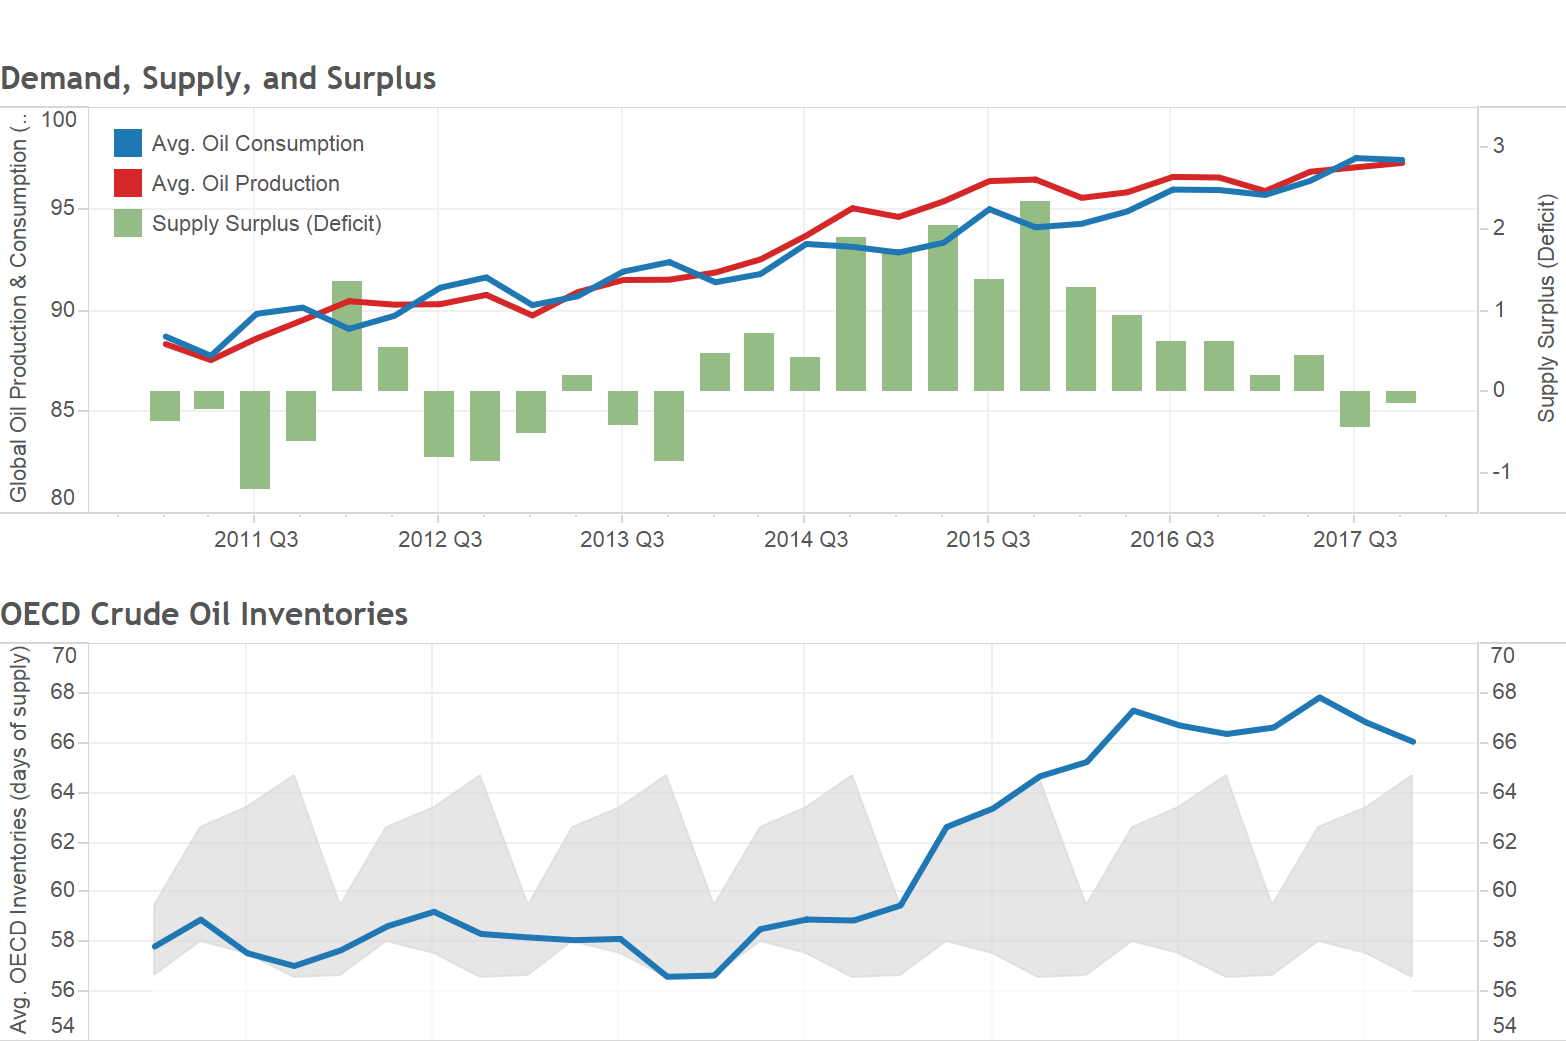 Demand, Supply, and Surplus
Global Oil Production & Consumption (..
100
95
90
85
80
Avg. Oil Consumption
Avg. Oil Production
Supply Surplus (Deficit)
3
2
1
0
-1
Supply Surplus (Deficit)
2011 Q3
2012 Q3
2013 Q3
2014 Q3
2015 Q3
2016 Q3
2017 Q3
OECD Crude Oil Inventories
Avg. OECD Inventories (days of supply)
70
68
66
64
62
60
58
56
54
70
68
66
64
62
60
58
56
54